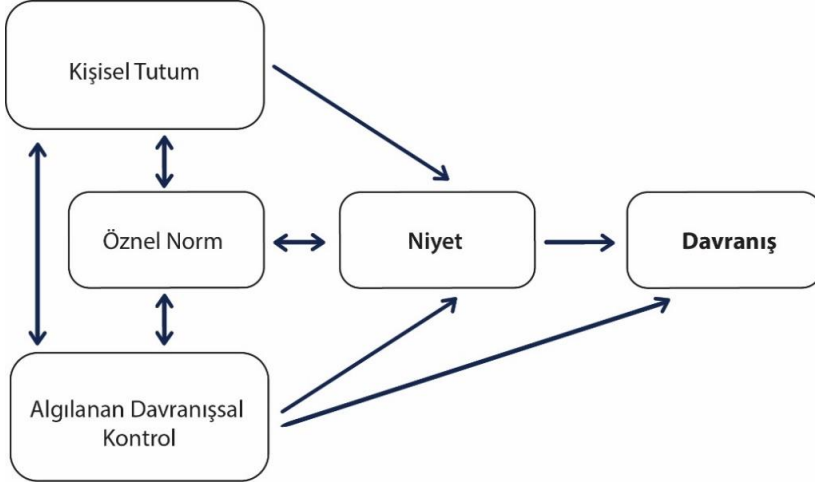 Kişisel Tutum
Öznel Norm
Niyet
Davranış
Algılanan Davranışsal
Kontrol